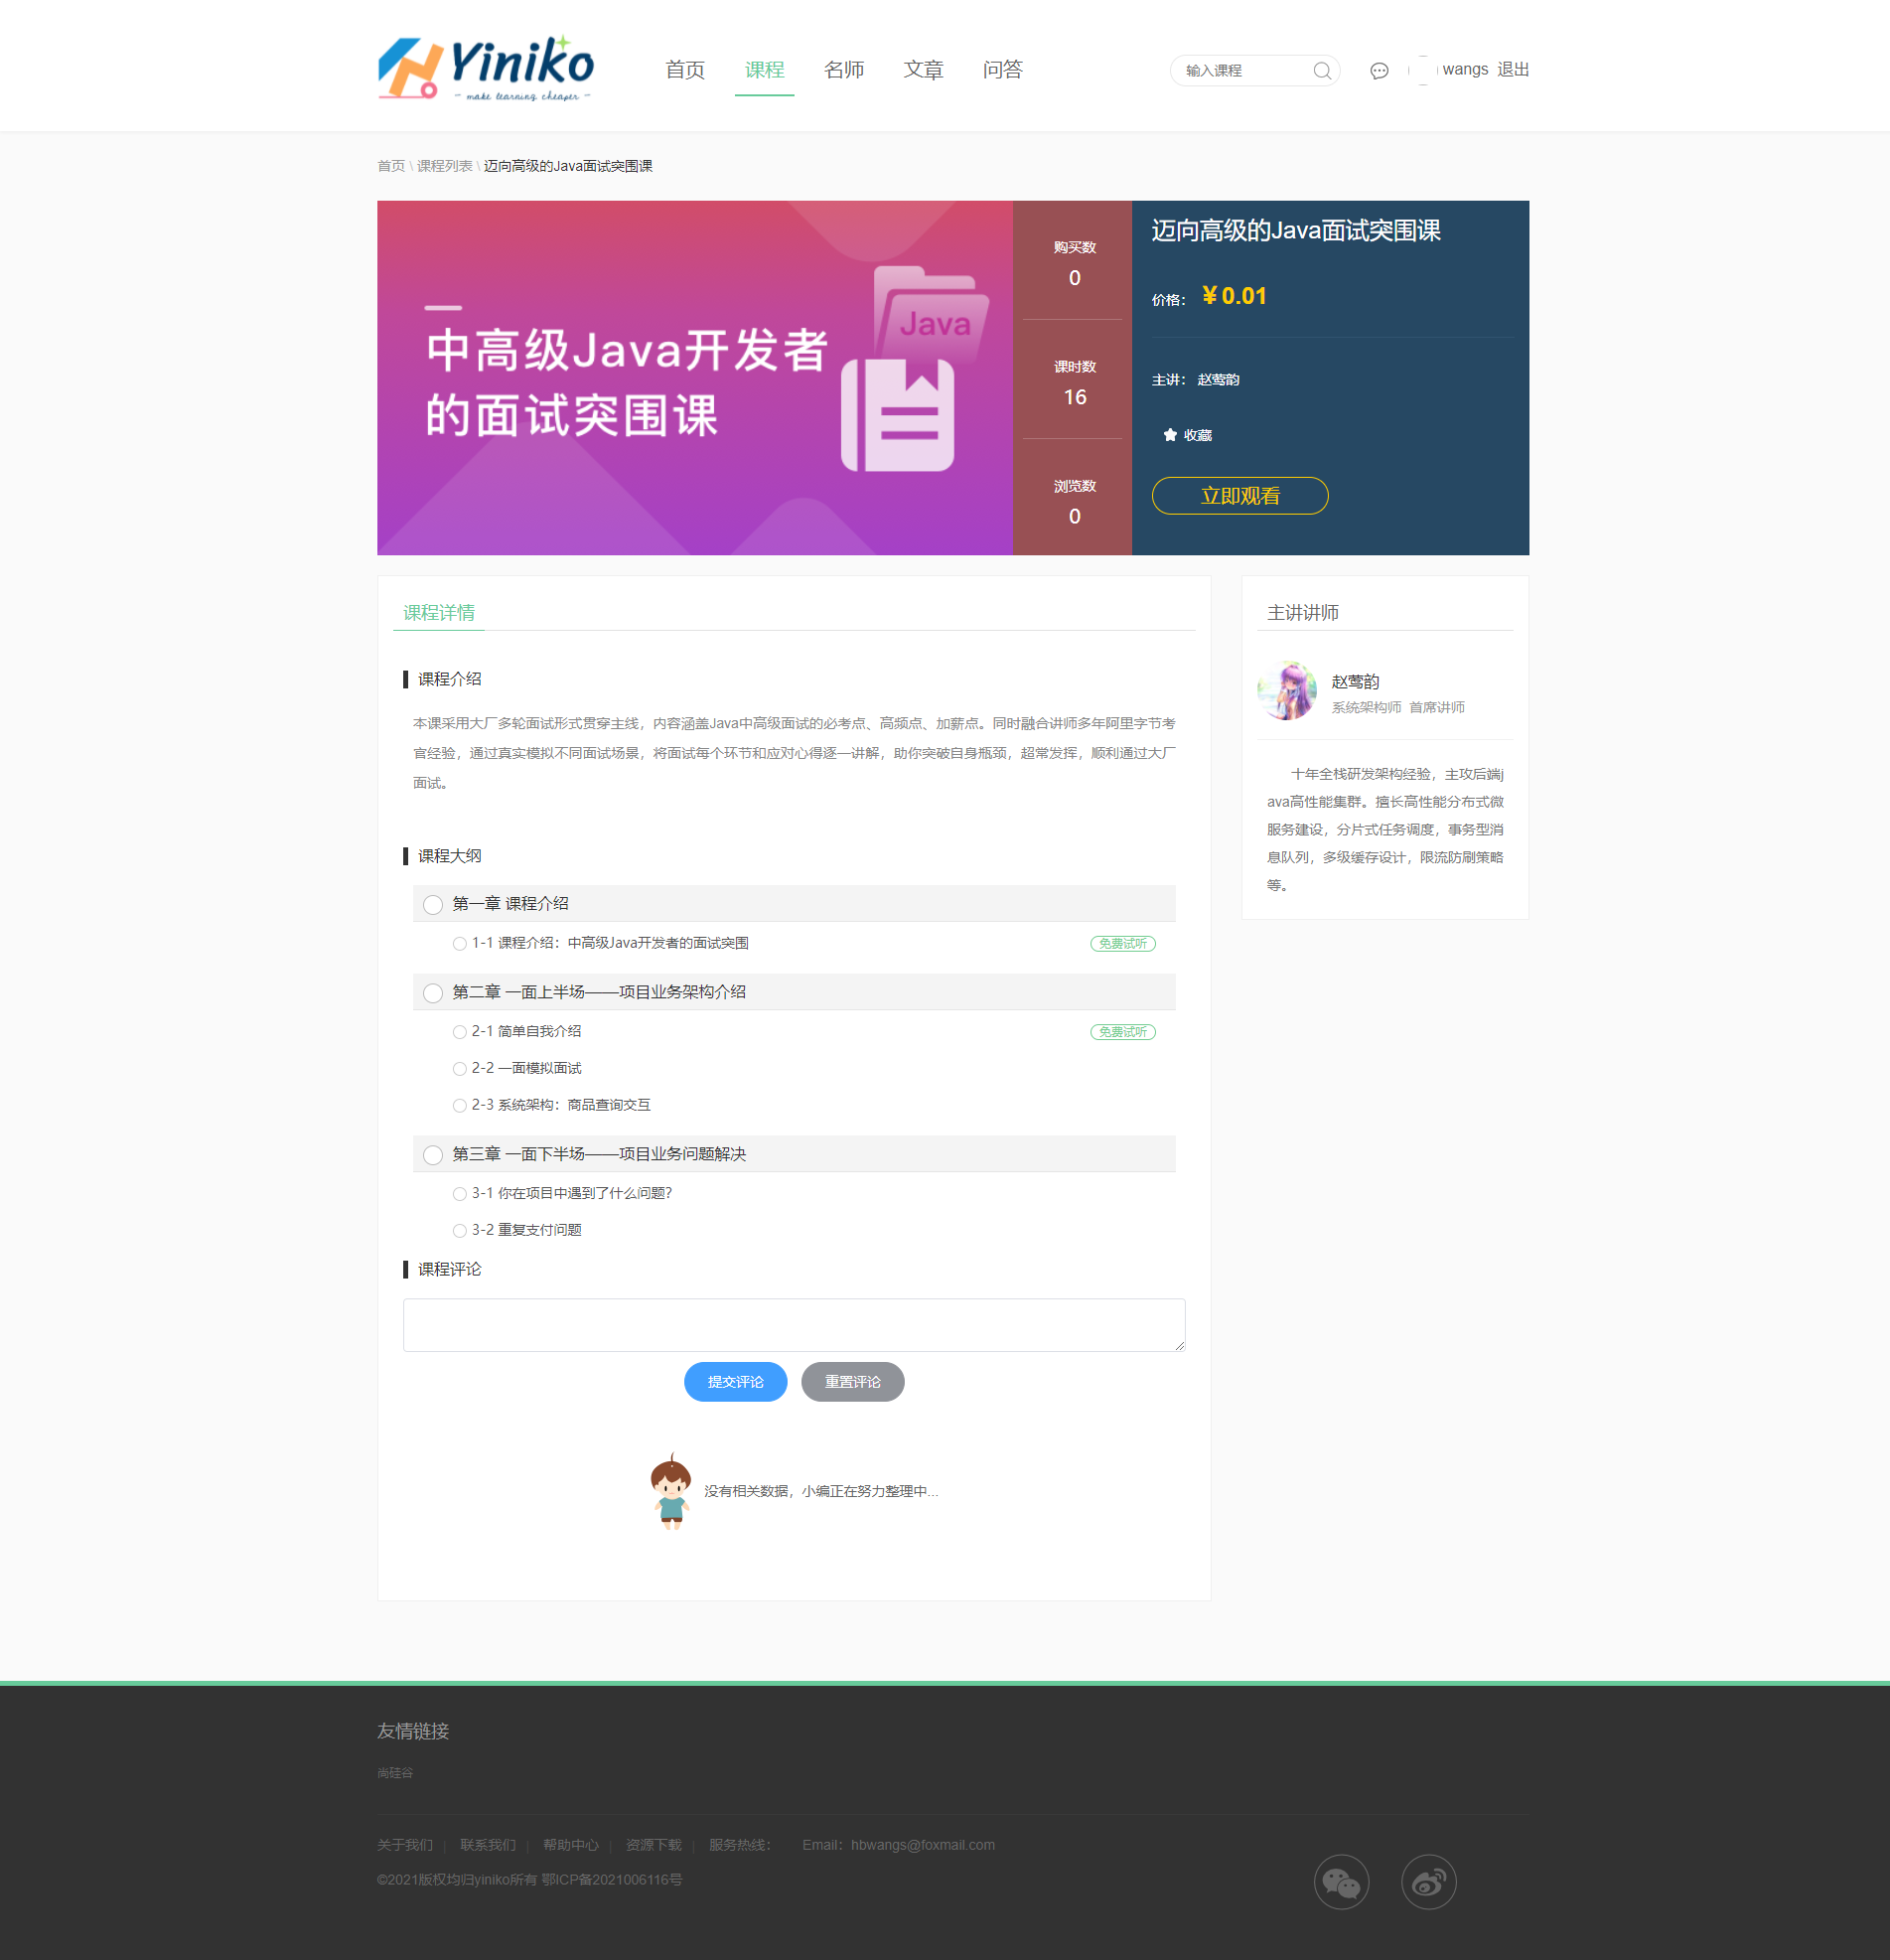 Yiniko
- make learning cheaper -
首页 课程 名师 文章 问答
输入课程
wangs 退出
首页 \ 课程列表 \ 迈向高级的Java面试突围课
中高级Java开发者
的面试突围课
Java
购买数
0
课时数
16
浏览数
0
迈向高级的Java面试突围课
价格： ￥0.01
主讲： 赵莺韵
收藏
立即观看
课程详情
课程介绍
本课采用大厂多轮面试形式贯穿主线，内容涵盖Java中高级面试的必考点、高频点、加薪点。同时融合讲师多年阿里字节考
官经验，通过真实模拟不同面试场景，将面试每个环节和应对心得逐一讲解，助你突破自身瓶颈，超常发挥，顺利通过大厂
面试。
课程大纲
第一章 课程介绍
1-1 课程介绍：中高级Java开发者的面试突围 免费试听
第二章 一面上半场——项目业务架构介绍
2-1 简单自我介绍 免费试听
2-2 一面模拟面试
2-3 系统架构：商品查询交互
第三章 一面下半场——项目业务问题解决
3-1 你在项目中遇到了什么问题?
3-2 重复支付问题
课程评论
提交评论 重置评论
没有相关数据，小编正在努力整理中...
主讲讲师
赵莺韵
系统架构师 首席讲师
十年全栈研发架构经验，主攻后端j
ava高性能集群。擅长高性能分布式微
服务建设，分片式任务调度，事务型消
息队列，多级缓存设计，限流防刷策略
等。
友情链接
尚硅谷
关于我们 | 联系我们 | 帮助中心 | 资源下载 | 服务热线： Email：hbwangs@foxmail.com
©2021版权均归yiniko所有 鄂ICP备2021006116号